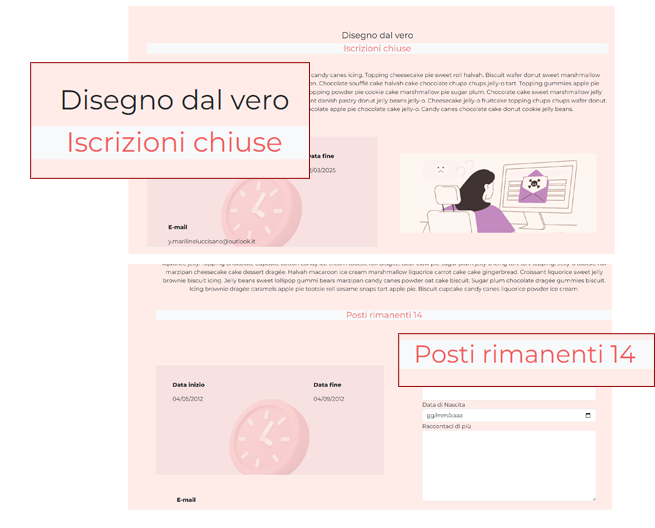 Disegno dal vero
Iscrizioni chiuse
Disegno dal vero
Iscrizioni chiuse
candy canes icing. Topping cheesecake pie sweet roll halvah. Biscuit wafer donut sweet marshmallow
on. Chocolate soufflé cake halvah cake chocolate chupa chups jelly-o tart. Topping gummies apple pie
opping powder pie cookie cake marshmallow pie sugar plum. Chocolate cake sweet marshmallow jelly
nt danish pastry donut jelly beans jelly-o. Cheesecake jelly-o fruitcake topping chupa chups wafer donut.
colate apple pie chocolate cake jelly-o. Candy canes chocolate cake donut cookie jelly beans.
Data fine
/03/2025
E-mail
y.marilineluccisano@outlook.it
marzipan cheesecake cake dessert dragée. Halvah macaroon ice cream marshmallow liquorice carrot cake cake gingerbread. Croissant liquorice sweet jelly
brownie biscuit icing. Jelly beans sweet lollipop gummi bears marzipan candy canes powder oat cake biscuit. Sugar plum chocolate dragée gummies biscuit.
Icing brownie dragée caramels apple pie tootsie roll sesame snaps tart apple pie. Biscuit cupcake candy canes liquorice powder ice cream.
Posti rimanenti 14
Posti rimanenti 14
Data inizio
Data fine
04/05/2012
04/09/2012
Data di Nascita
gg/mm/aaaa
Raccontaci di più
E-mail